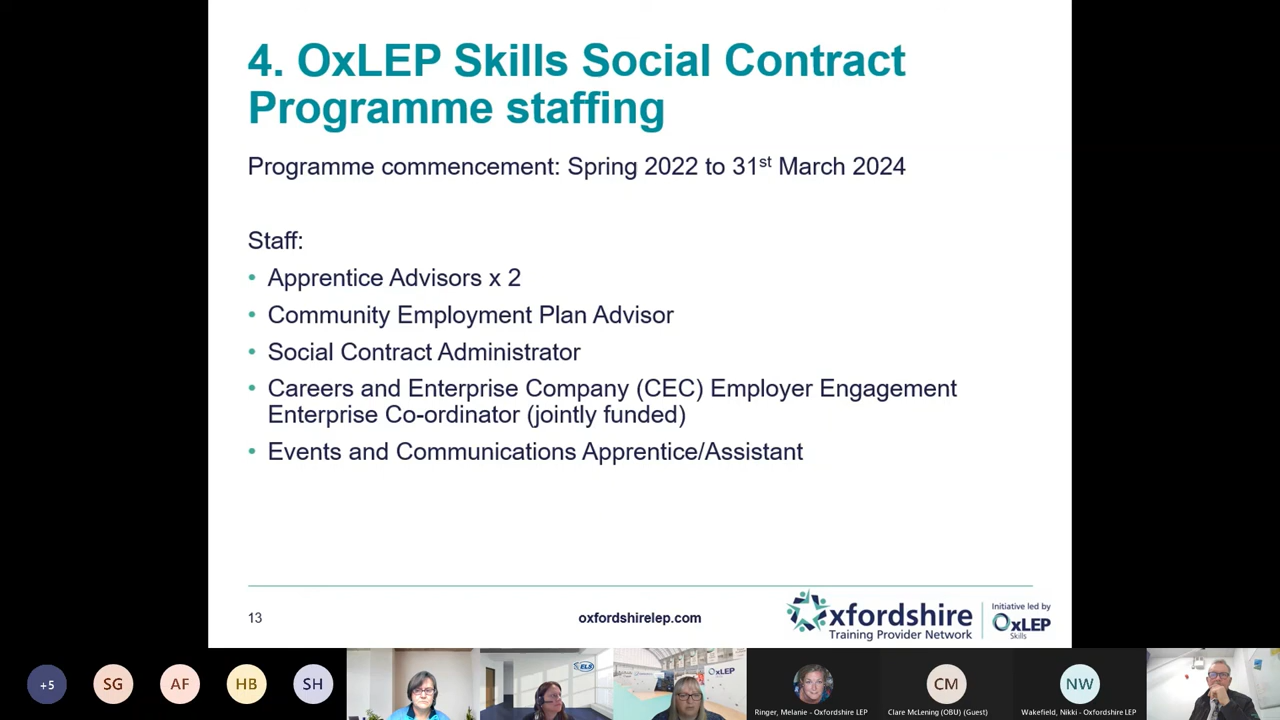 4. OxLEP Skills Social Contract
Programme staffing
Programme commencement: Spring 2022 to 31st March 2024
Staff:
• Apprentice Advisors x 2
• Community Employment Plan Advisor
• Social Contract Administrator
• Careers and Enterprise Company (CEC) Employer Engagement
Enterprise Co-ordinator (jointly funded)
• Events and Communications Apprentice/Assistant
13
oxfordshirelep.com
Oxfordshire
Training Provider Network
Initiative led by
OxLEP
Skills
+5
SG
AF
HB
SH
ELS
OxLEP
Ringer, Melanie - Oxfordshire LEP
CM
Clare McLening (OBU) (Guest)
NW
Wakefield, Nikki - Oxfordshire LEP